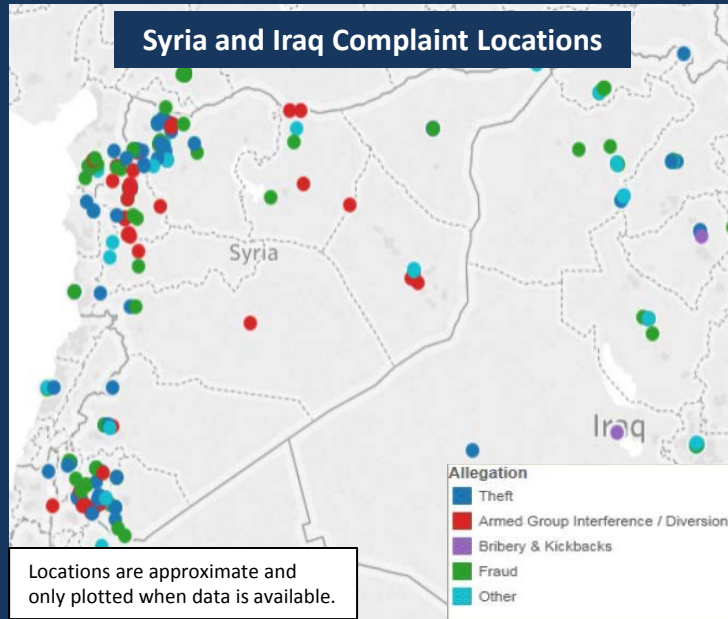 Syria and Iraq Complaint Locations
Syria
Iraq
Allegation
Theft
Armed Group Interference / Diversion
Bribery & Kickbacks
Fraud
Other
Locations are approximate and
only plotted when data is available.